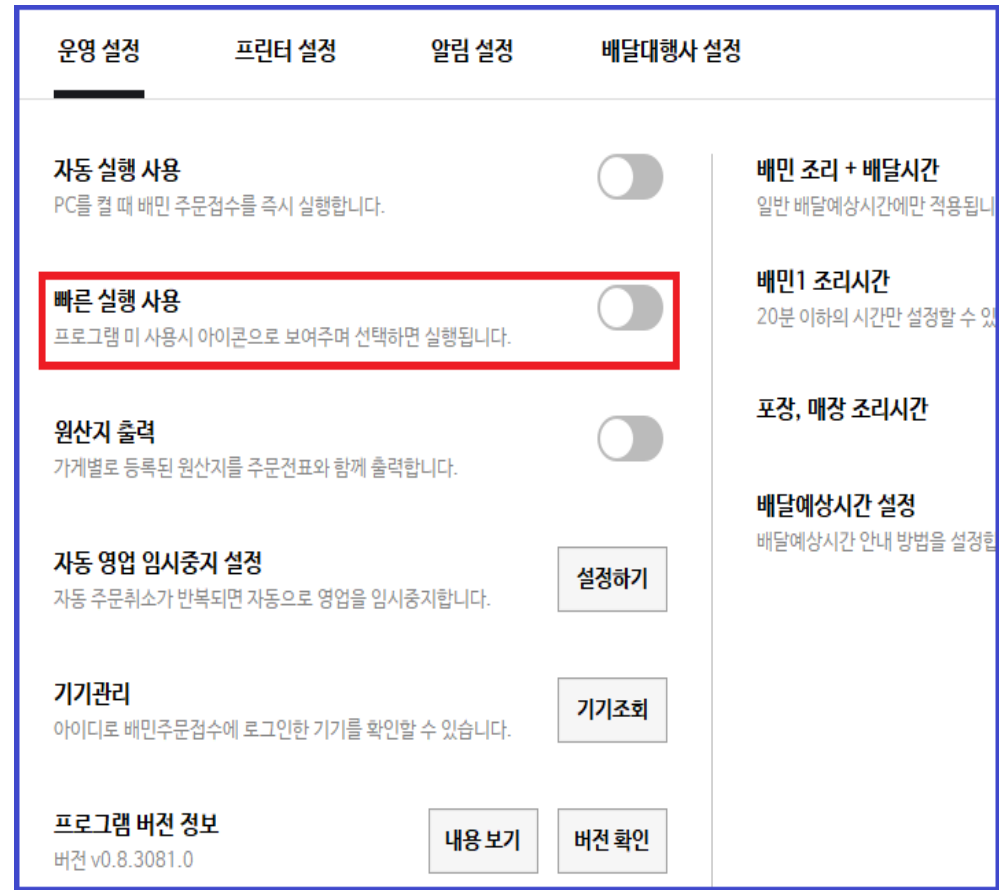 운영 설정 프린터 설정 알림 설정 배달대행사 설정
자동 실행 사용
PC를 켤 때 배민 주문접수를 즉시 실행합니다.
빠른 실행 사용
프로그램 미 사용시 아이콘으로 보여주며 선택하면 실행됩니다.
원산지 출력
가게별로 등록된 원산지를 주문전표와 함께 출력합니다.
자동 영업 임시중지 설정
자동 주문취소가 반복되면 자동으로 영업을 임시중지합니다.
설정하기
기기관리
아이디로 배민주문접수에 로그인한 기기를 확인할 수 있습니다.
기기조회
프로그램 버전 정보
버전 v0.8.3081.0
내용 보기 버전 확인
배민 조리 + 배달시간
일반 배달예상시간에만 적용됩니
배민1 조리시간
20분 이하의 시간만 설정할 수 있
포장, 매장 조리시간
배달예상시간 설정
배달예상시간 안내 방법을 설정합